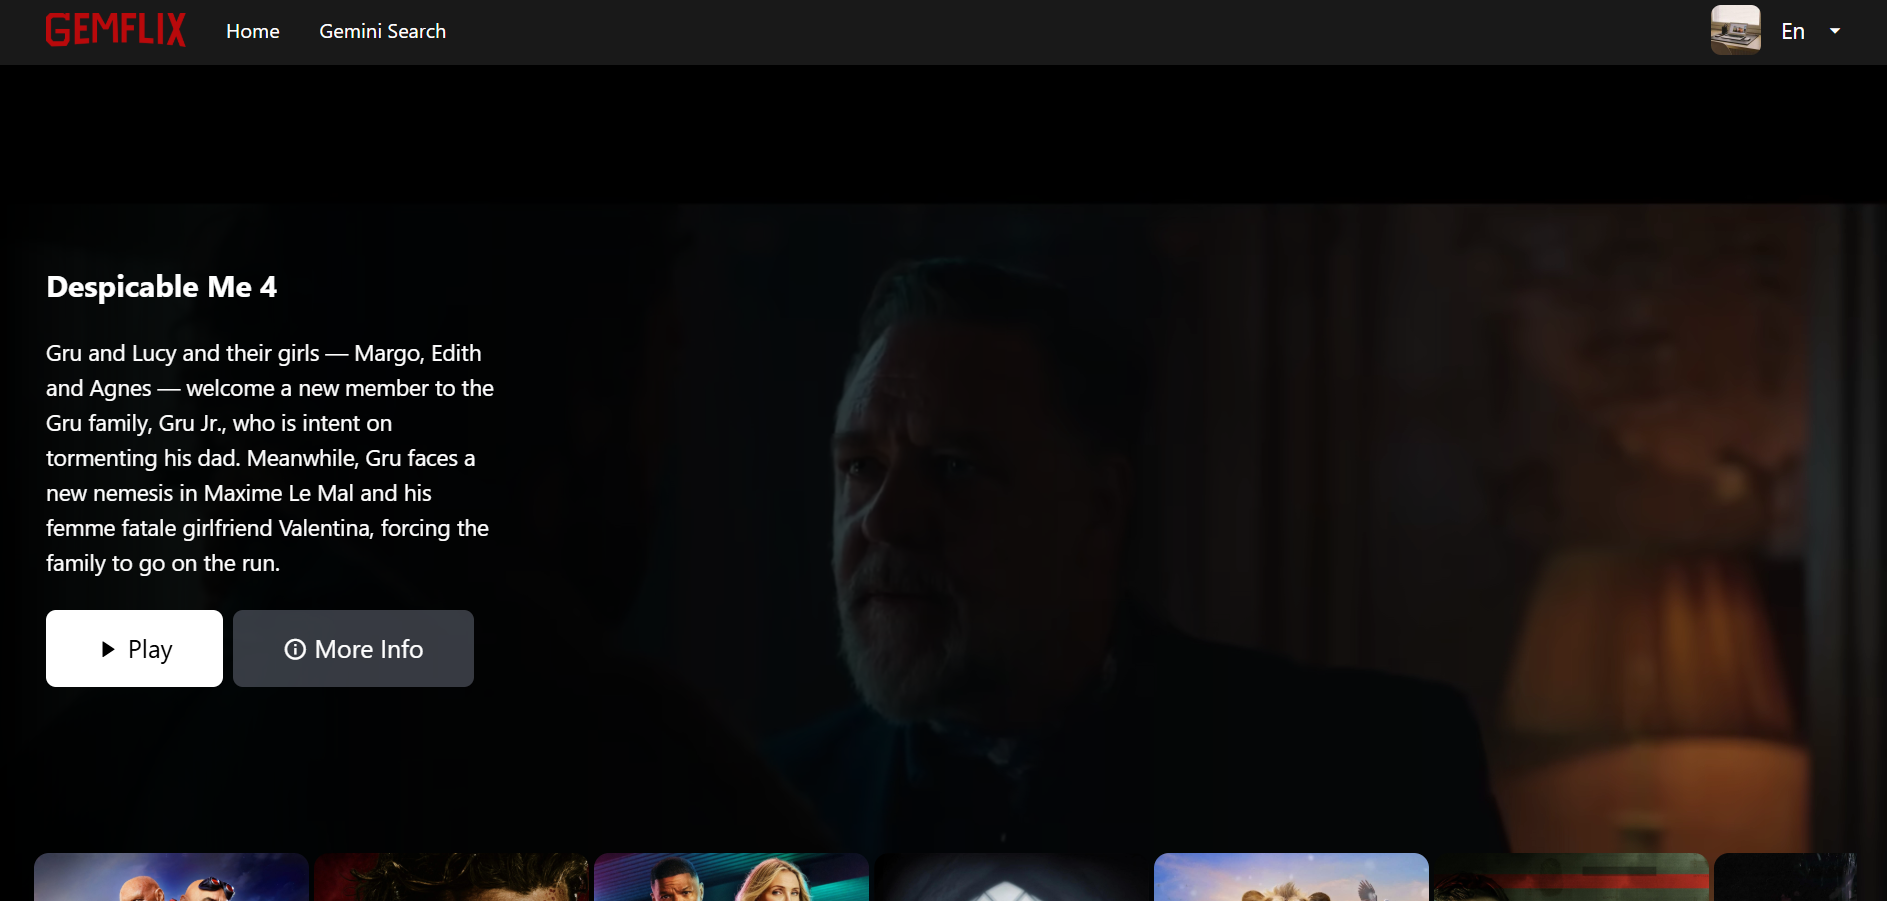 GEMFLIX Home Gemini Search En
Despicable Me 4
Gru and Lucy and their girls — Margo, Edith
and Agnes — welcome a new member to the
Gru family, Gru Jr., who is intent on
tormenting his dad. Meanwhile, Gru faces a
new nemesis in Maxime Le Mal and his
femme fatale girlfriend Valentina, forcing the
family to go on the run.
Play More Info